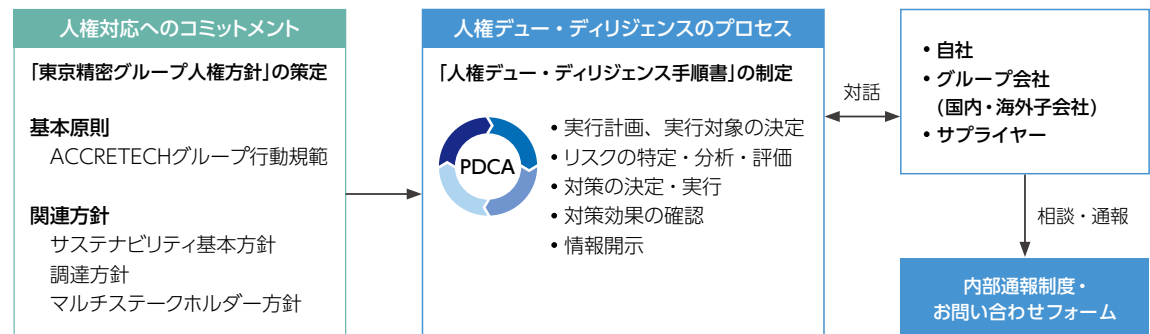 人権対応へのコミットメント
「東京精密グループ人権方針」の策定
基本原則
ACCRETECHグループ行動規範
関連方針
サステナビリティ基本方針
調達方針
マルチステークホルダー方針
人権デュー・ディリジェンスのプロセス
「人権デュー・ディリジェンス手順書」の制定
PDCA
• 実行計画、実行対象の決定
• リスクの特定・分析・評価
• 対策の決定・実行
• 対策効果の確認
• 情報開示
対話
• 自社
• グループ会社
(国内・海外子会社)
• サプライヤー
相談・通報
内部通報制度・
お問い合わせフォーム